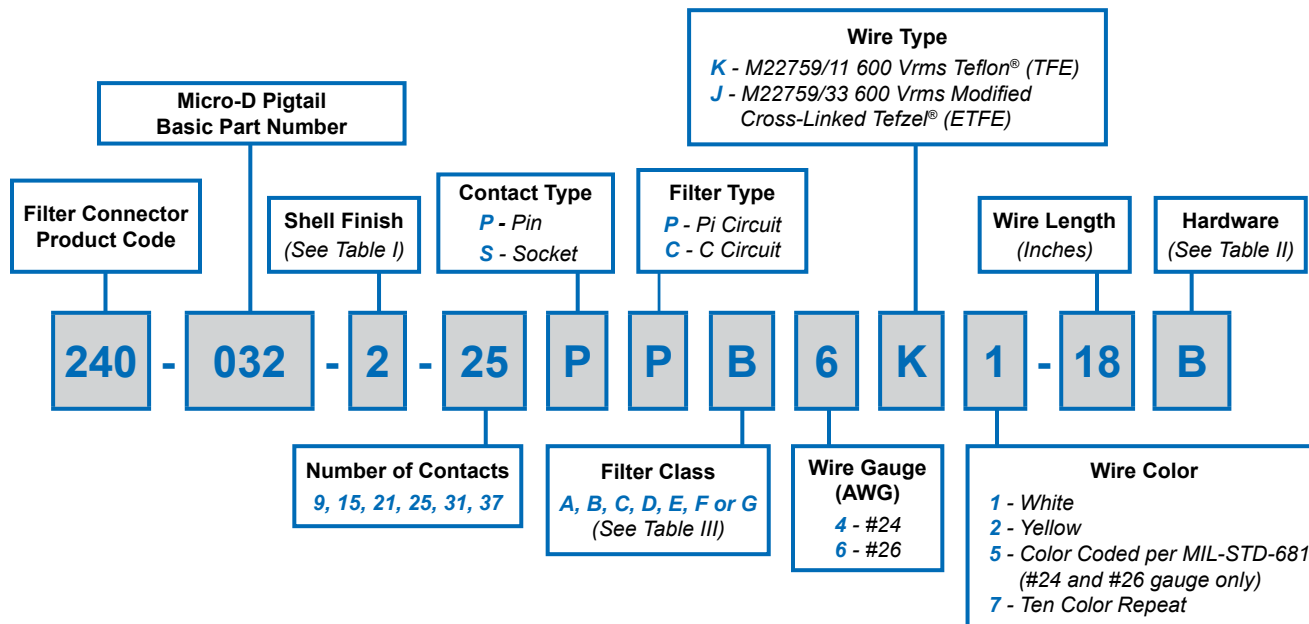 Wire Type
K - M22759/11 600 Vrms Teflon® (TFE)
J - M22759/33 600 Vrms Modified
Cross-Linked Tefzel® (ETFE)
Micro-D Pigtail
Basic Part Number
Filter Connector
Product Code
Shell Finish
(See Table I)
Contact Type
P - Pin
S - Socket
Filter Type
P - Pi Circuit
C - C Circuit
Wire Length
(Inches)
Hardware
(See Table II)
240 - 032 - 2 - 25 P P B 6 K 1 - 18 B
Number of Contacts
9, 15, 21, 25, 31, 37
Filter Class
A, B, C, D, E, F or G
(See Table III)
Wire Gauge
(AWG)
4 - #24
6 - #26
Wire Color
1 - White
2 - Yellow
5 - Color Coded per MIL-STD-681
(#24 and #26 gauge only)
7 - Ten Color Repeat